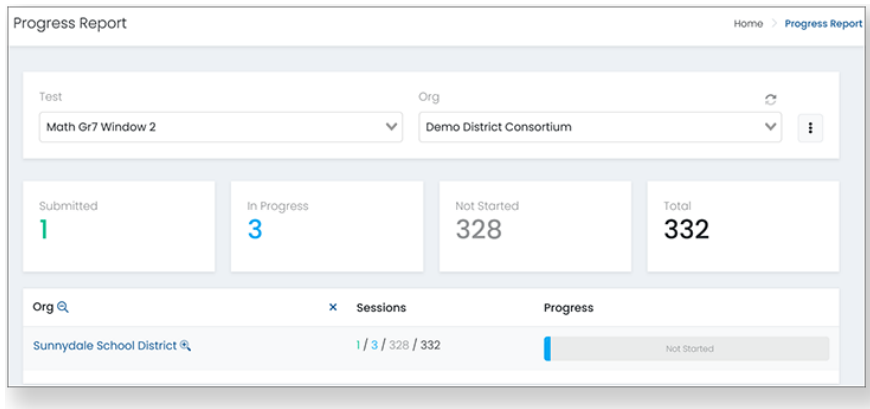 Progress Report
Home > Progress Report
Test
Org
Math Gr7 Window 2
Demo District Consortium
Submitted
In Progress
Not Started
Total
1
3
328
332
Org
× Sessions
Progress
Sunnydale School District
1 / 3 / 328 / 332
Not Started